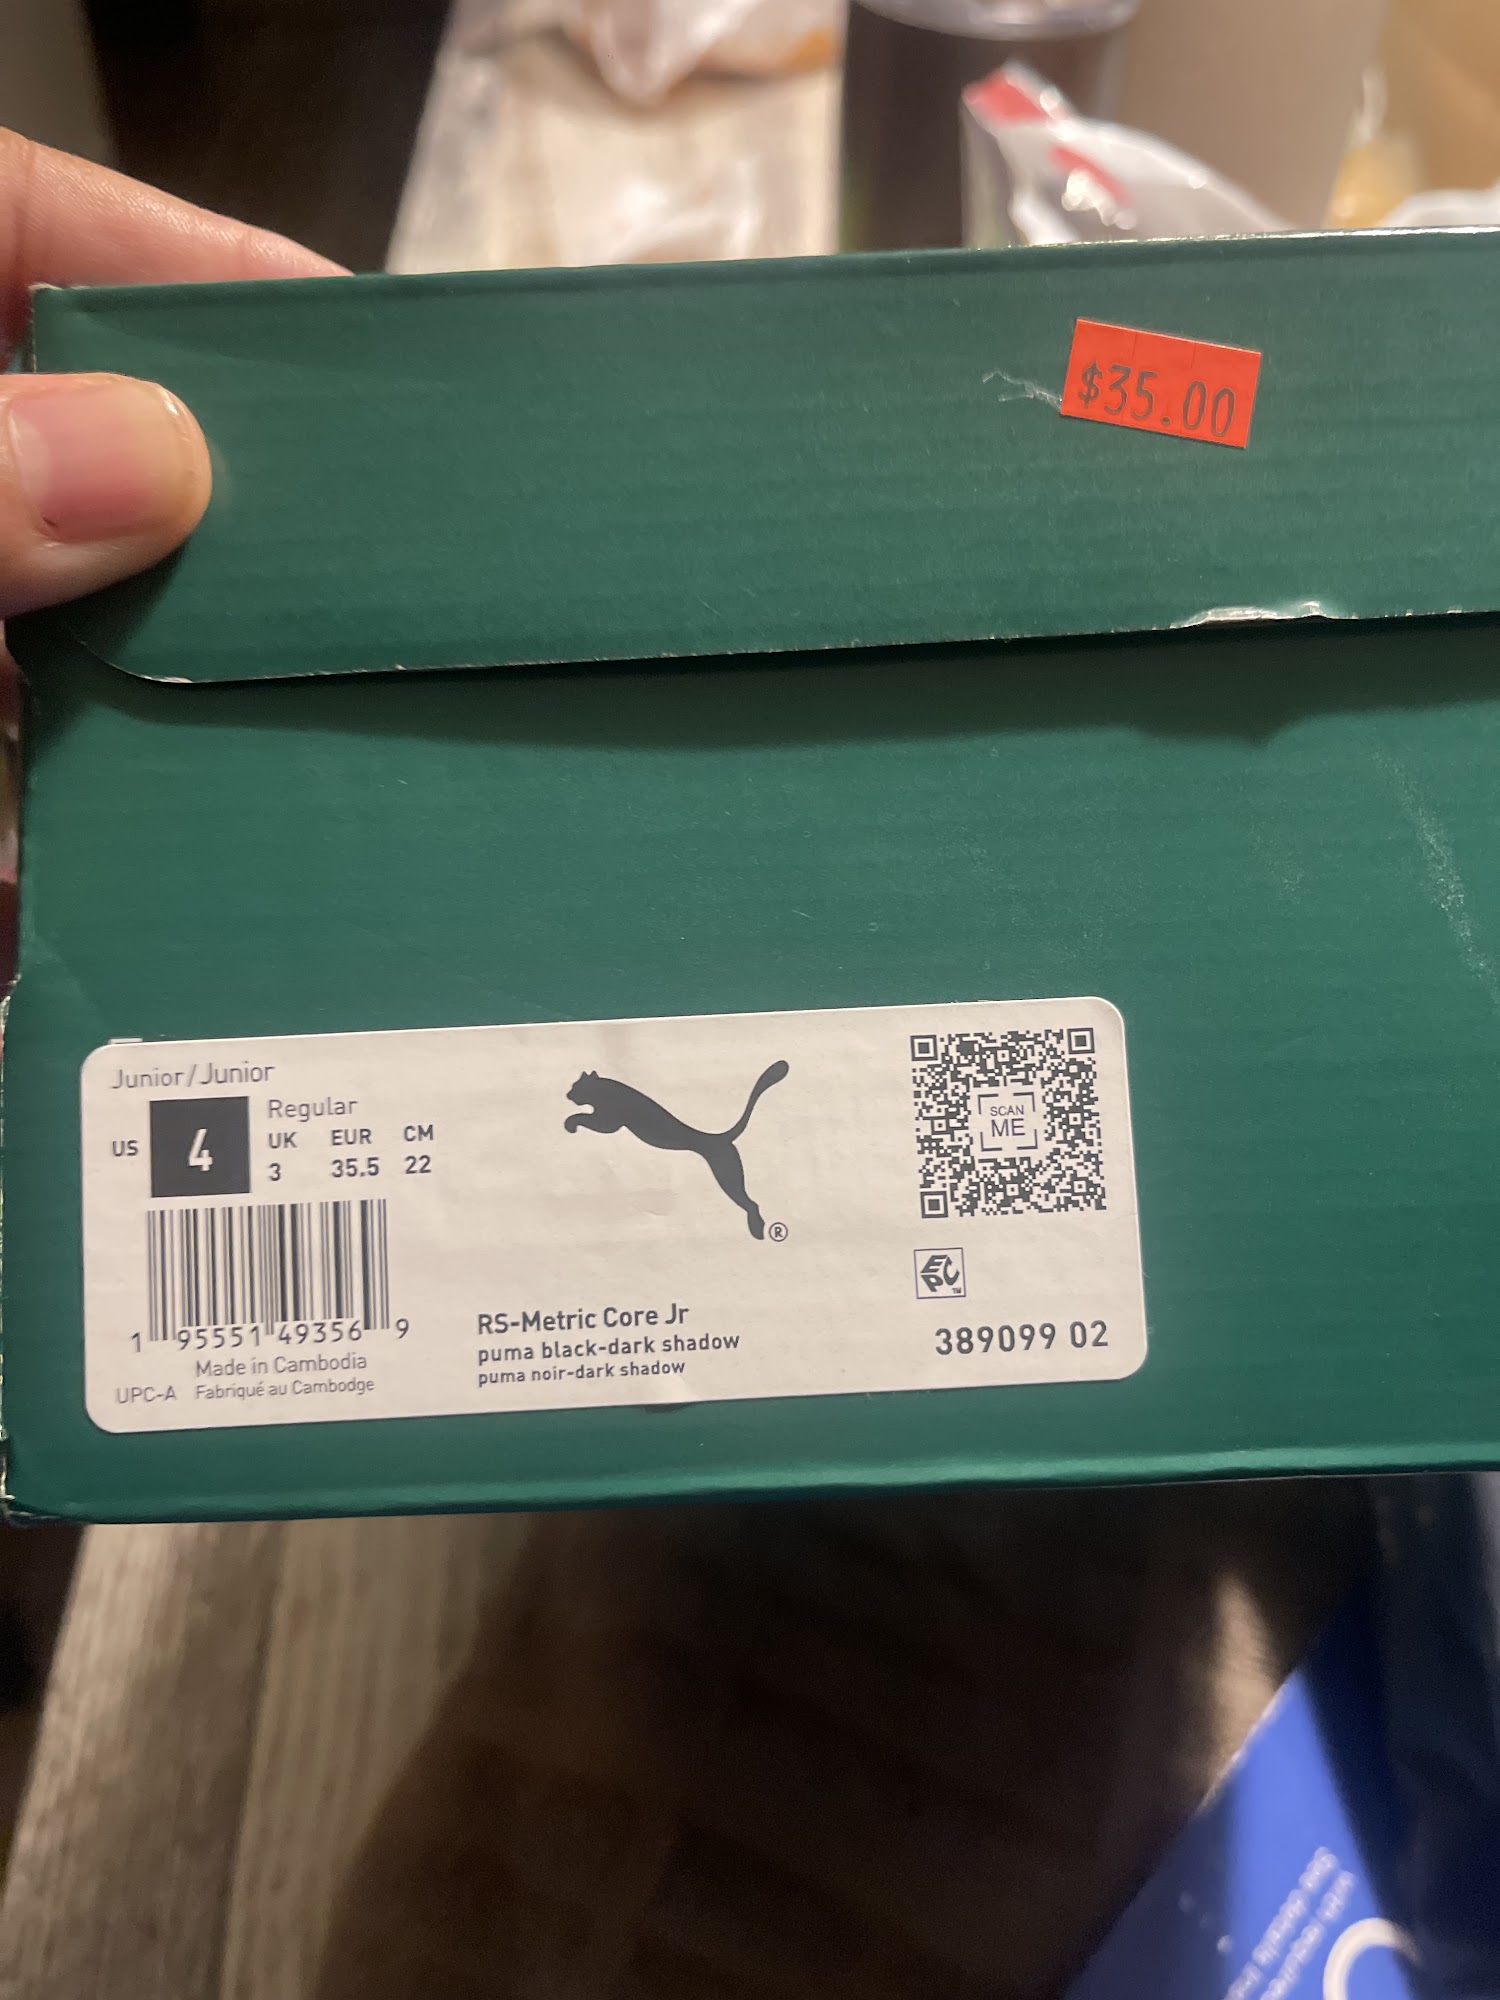 $35.00
Junior/Junior
Regular
US 4
UK EUR CM
3 35.5 22
SCAN
ME
®
EPC
TM
1 95551 49356 9
Made in Cambodia
UPC-A Fabriqué au Cambodge
RS-Metric Core Jr
puma black-dark shadow
puma noir-dark shadow
389099 02